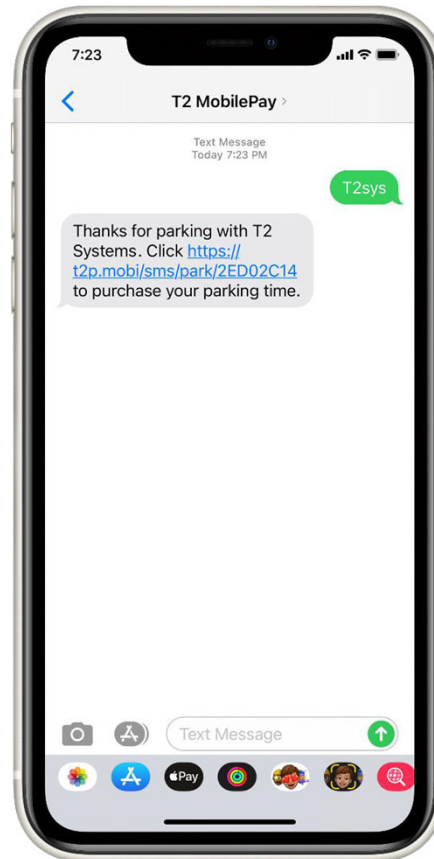 7:23
T2 MobilePay
Text Message
Today 7:23 PM
T2sys
Thanks for parking with T2
Systems. Click https://
t2p.mobi/sms/park/2ED02C14
to purchase your parking time.
Text Message
Pay